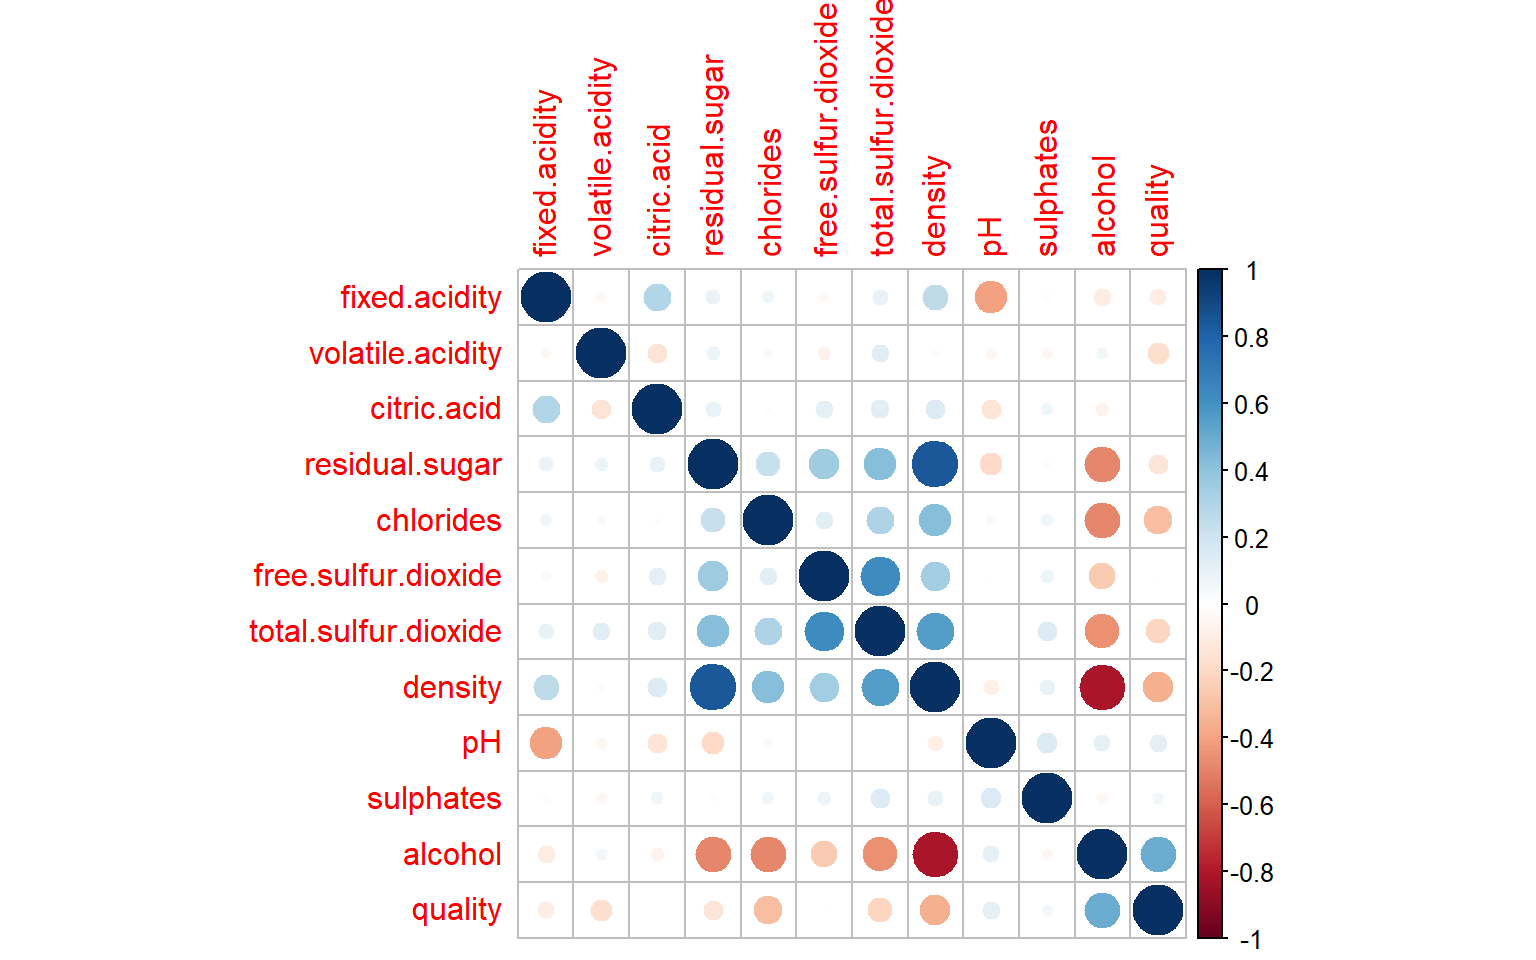 fixed.acidity
volatile.acidity
citric.acid
residual.sugar
chlorides
free.sulfur.dioxide
total.sulfur.dioxide
density
pH
sulphates
alcohol
quality
fixed.acidity
volatile.acidity
citric.acid
residual.sugar
chlorides
free.sulfur.dioxide
total.sulfur.dioxide
density
pH
sulphates
alcohol
quality
1
0.8
0.6
0.4
0.2
0
-0.2
-0.4
-0.6
-0.8
-1